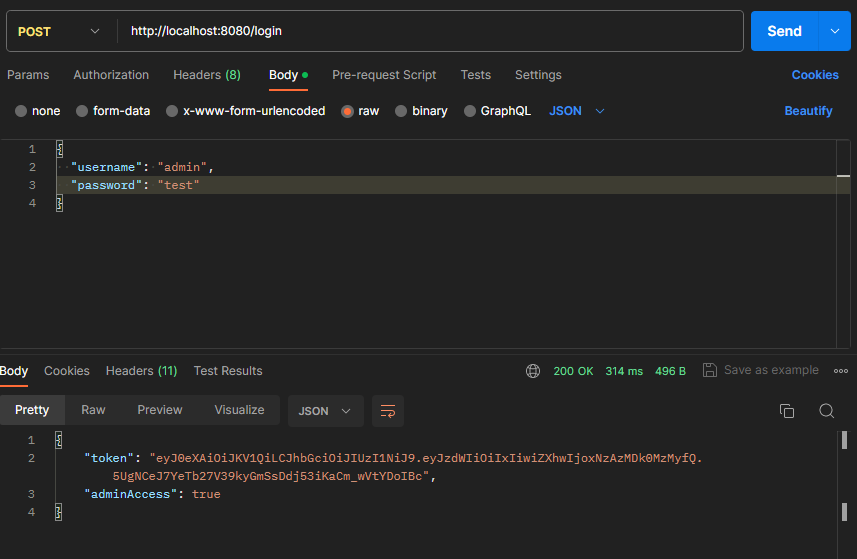 POST http://localhost:8080/login Send
Params Authorization Headers (8) Body Pre-request Script Tests Settings Cookies
none form-data x-www-form-urlencoded raw binary GraphQL JSON Beautify
1 {
2 "username": "admin",
3 "password": "test"
4 }
Body Cookies Headers (11) Test Results 200 OK 314 ms 496 B Save as example
Pretty Raw Preview Visualize JSON
1 {
2 "token": "eyJ0eXAiOiJKV1QiLCJhbGciOiJIUzI1NiJ9.eyJzdWIiOiIxIiwiZXhwIjoxNzAzMDk0MzMyfQ.
5UgNCeJ7YeTb27V39kyGmSsDdj53iKaCm_wVtYDoIBc",
3 "adminAccess": true
4 }